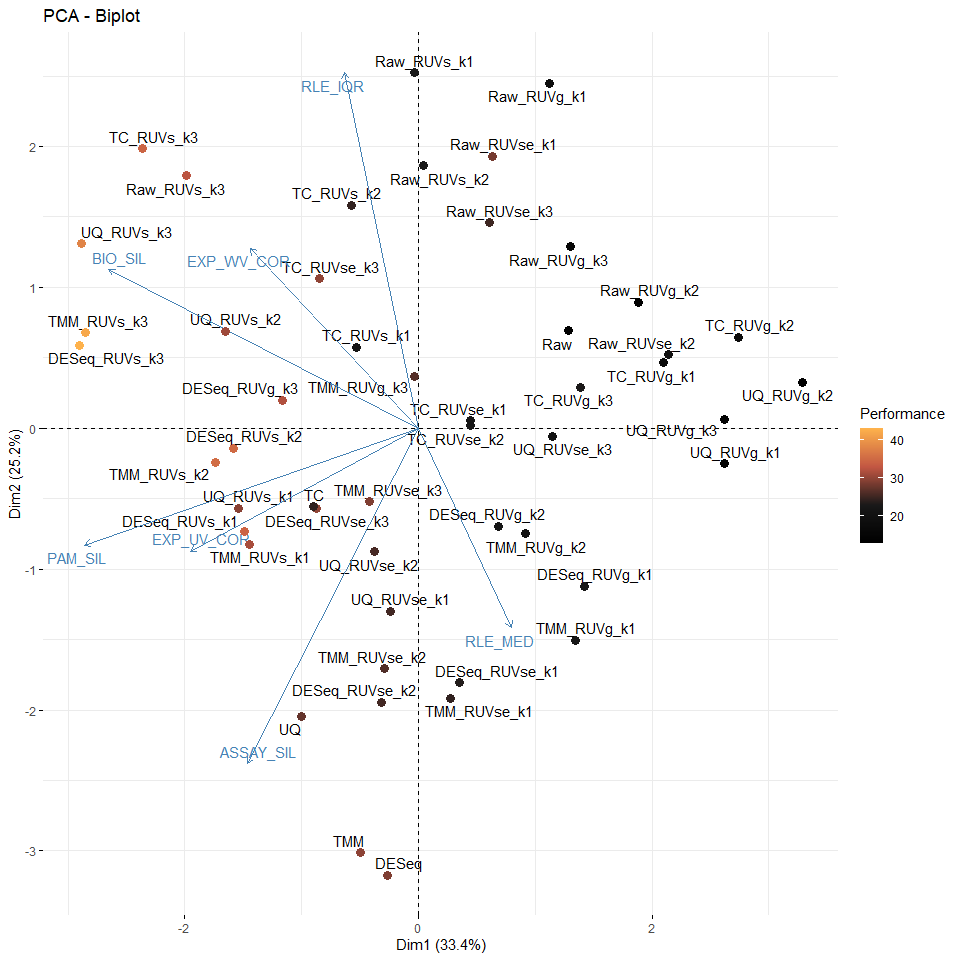 PCA - Biplot
Raw_RUVs_k1
RLE_IQR
Raw_RUVg_k1
TC_RUVs_k3
Raw_RUVse_k1
Raw_RUVs_k3
Raw_RUVs_k2
TC_RUVs_k2
Raw_RUVse_k3
UQ_RUVs_k3
BIO_SIL
EXP_WV_COR
TC_RUVse_k3
Raw_RUVg_k3
Raw_RUVg_k2
TMM_RUVs_k3
UQ_RUVs_k2
TC_RUVg_k2
TC_RUVs_k1
Raw
Raw_RUVse_k2
DESeq_RUVs_k3
TC_RUVg_k1
DESeq_RUVg_k3
TMM_RUVg_k3
UQ_RUVg_k2
TC_RUVg_k3
TC_RUVse_k1
DESeq_RUVs_k2
TC_RUVse_k2
UQ_RUVg_k3
UQ_RUVse_k3
UQ_RUVg_k1
TMM_RUVs_k2
UQ_RUVs_k1
TC
TMM_RUVse_k3
DESeq_RUVs_k1
DESeq_RUVse_k3
DESeq_RUVg_k2
EXP_UV_COR
TMM_RUVg_k2
PAM_SIL
TMM_RUVs_k1
UQ_RUVse_k2
DESeq_RUVg_k1
UQ_RUVse_k1
TMM_RUVg_k1
RLE_MED
TMM_RUVse_k2
DESeq_RUVse_k1
DESeq_RUVse_k2
TMM_RUVse_k1
UQ
ASSAY_SIL
TMM
DESeq
2
1
0
-1
-2
-3
Dim2 (25.2%)
-2
0
2
Dim1 (33.4%)
Performance
40
30
20